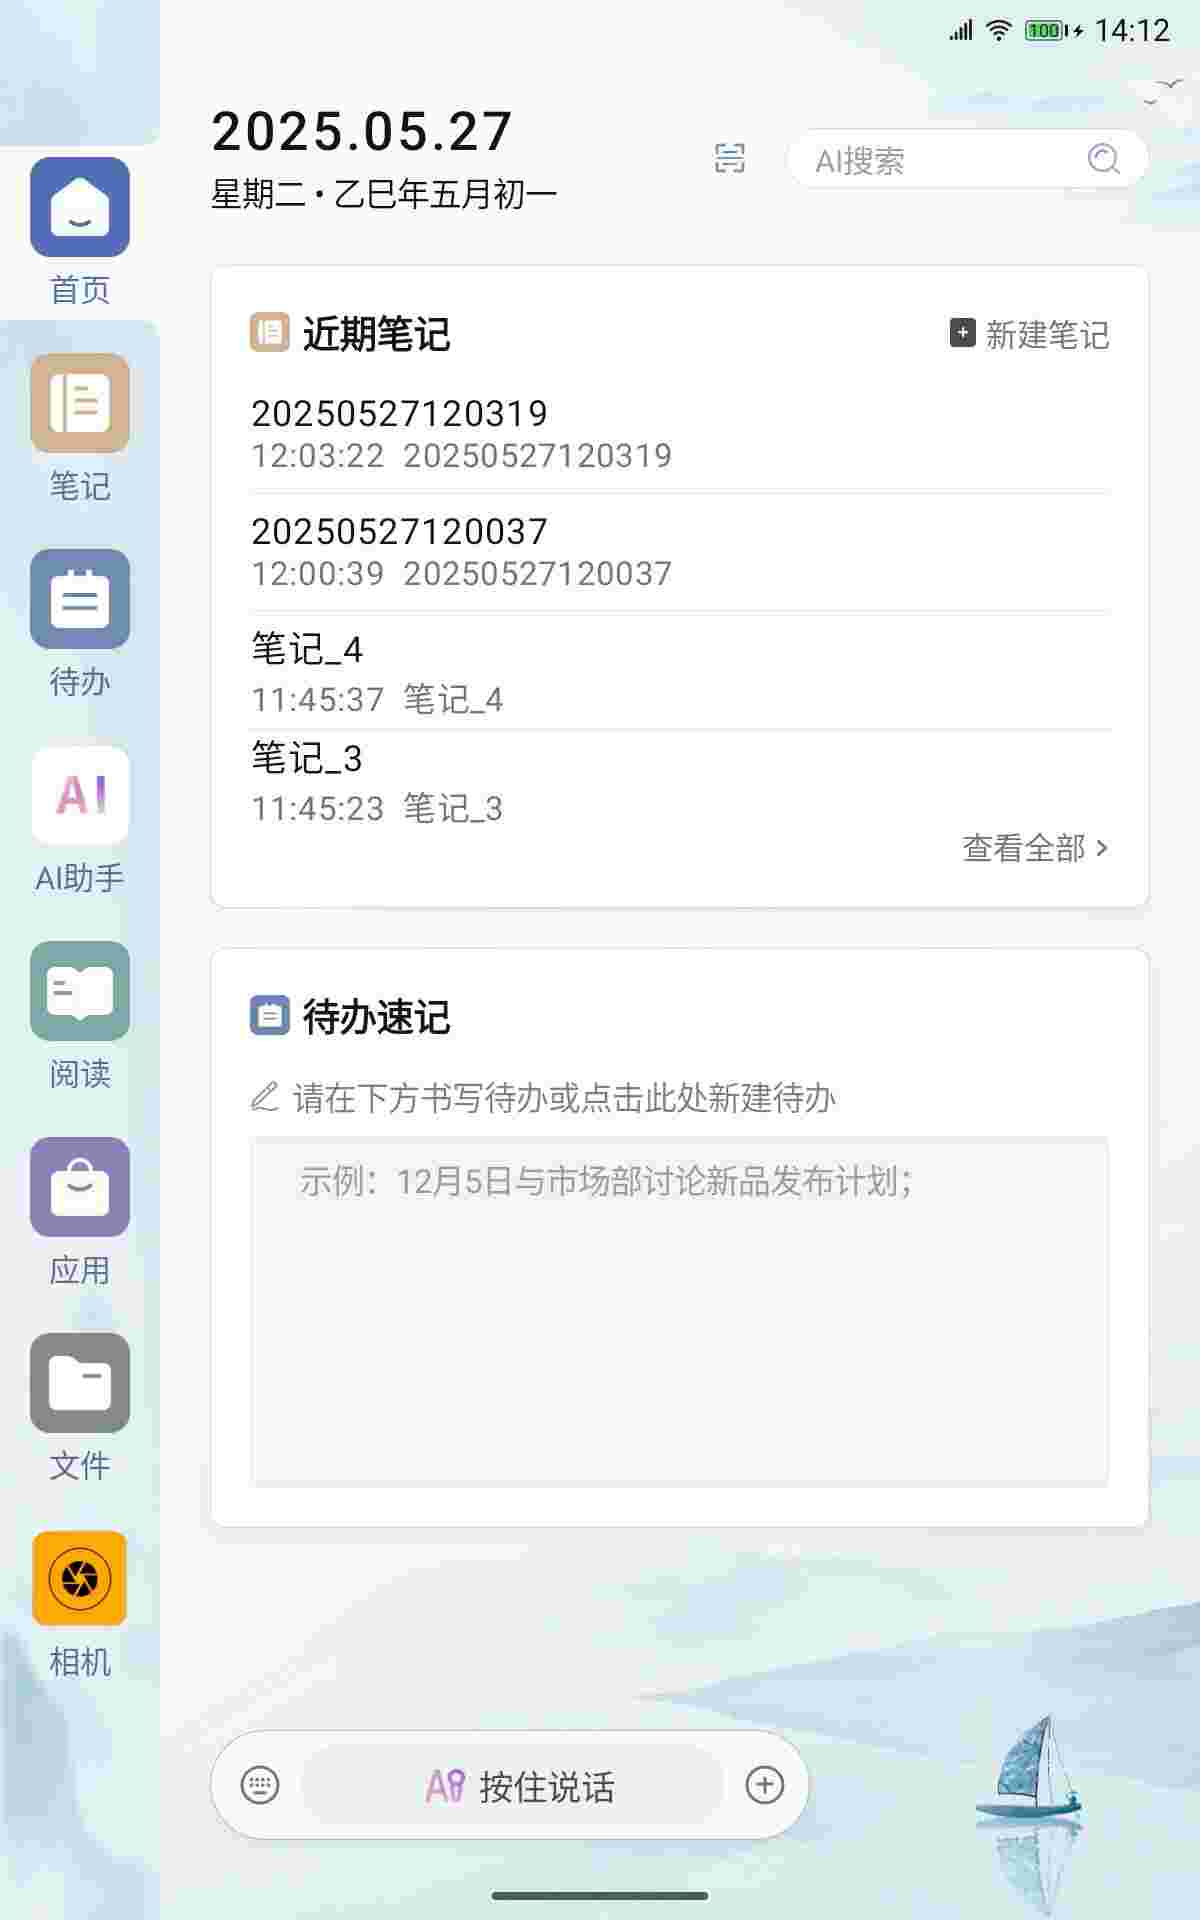 100 14:12
2025.05.27
星期二·乙巳年五月初一
AI搜索
首页
笔记
待办
AI
AI助手
阅读
应用
文件
相机
近期笔记
新建笔记
20250527120319
12:03:22 20250527120319
20250527120037
12:00:39 20250527120037
笔记_4
11:45:37 笔记_4
笔记_3
11:45:23 笔记_3
查看全部 >
待办速记
请在下方书写待办或点击此处新建待办
示例：12月5日与市场部讨论新品发布计划；
AI 按住说话